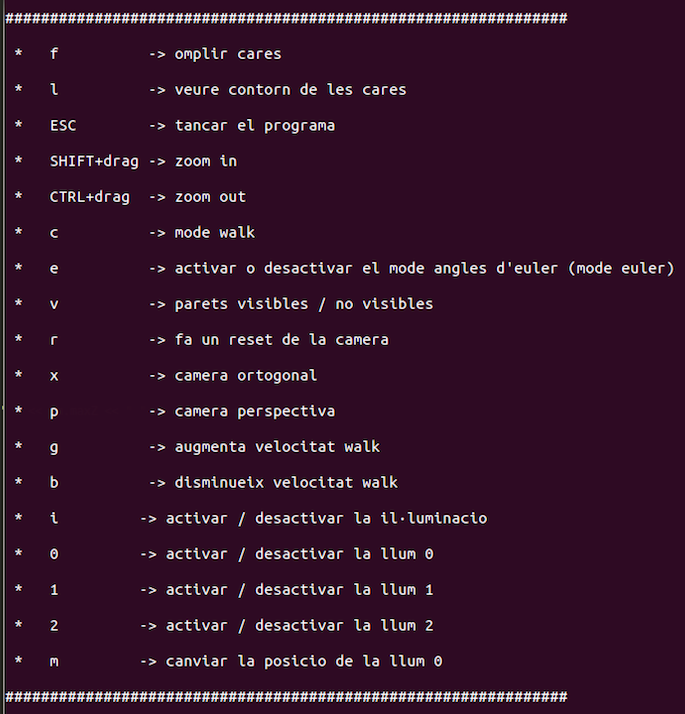 ###############################################################
* f -> omplir cares
* l -> veure contorn de les cares
* ESC -> tancar el programa
* SHIFT+drag -> zoom in
* CTRL+drag -> zoom out
* c -> mode walk
* e -> activar o desactivar el mode angles d'euler (mode euler)
* v -> parets visibles / no visibles
* r -> fa un reset de la camera
* x -> camera ortogonal
* p -> camera perspectiva
* g -> augmenta velocitat walk
* b -> disminueix velocitat walk
* i -> activar / desactivar la il·luminacio
* 0 -> activar / desactivar la llum 0
* 1 -> activar / desactivar la llum 1
* 2 -> activar / desactivar la llum 2
* m -> canviar la posicio de la llum 0
###############################################################